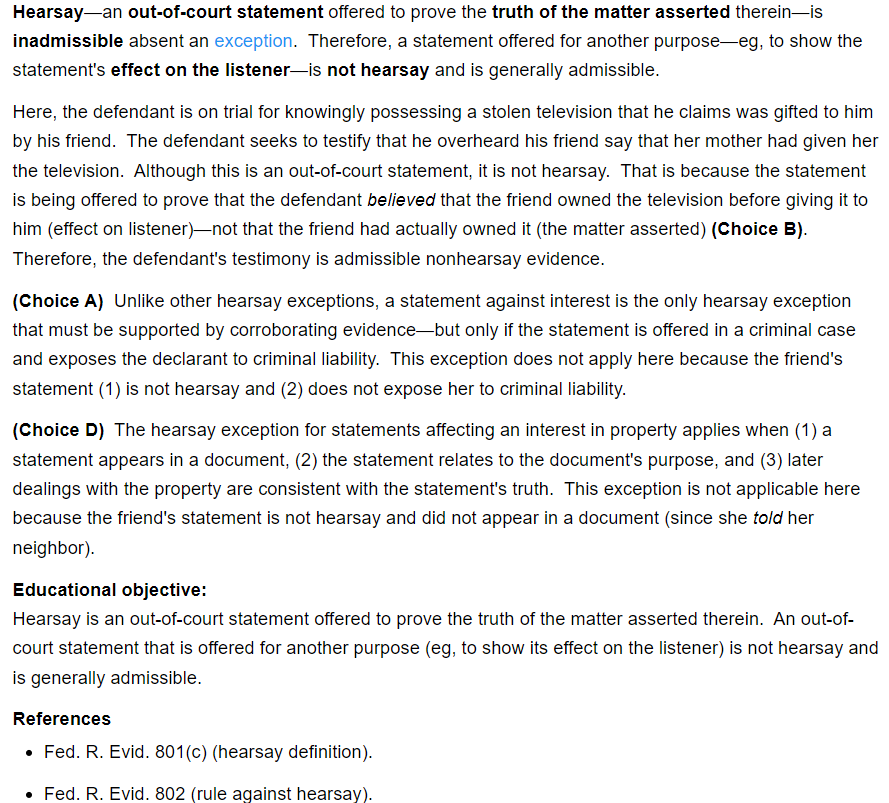 Hearsay—an out-of-court statement offered to prove the truth of the matter asserted therein—is
inadmissible absent an exception.  Therefore, a statement offered for another purpose—eg, to show the
statement's effect on the listener—is not hearsay and is generally admissible.
Here, the defendant is on trial for knowingly possessing a stolen television that he claims was gifted to him
by his friend.  The defendant seeks to testify that he overheard his friend say that her mother had given her
the television.  Although this is an out-of-court statement, it is not hearsay.  That is because the statement
is being offered to prove that the defendant believed that the friend owned the television before giving it to
him (effect on listener)—not that the friend had actually owned it (the matter asserted) (Choice B).
Therefore, the defendant's testimony is admissible nonhearsay evidence.
(Choice A)  Unlike other hearsay exceptions, a statement against interest is the only hearsay exception
that must be supported by corroborating evidence—but only if the statement is offered in a criminal case
and exposes the declarant to criminal liability.  This exception does not apply here because the friend's
statement (1) is not hearsay and (2) does not expose her to criminal liability.
(Choice D)  The hearsay exception for statements affecting an interest in property applies when (1) a
statement appears in a document, (2) the statement relates to the document's purpose, and (3) later
dealings with the property are consistent with the statement's truth.  This exception is not applicable here
because the friend's statement is not hearsay and did not appear in a document (since she told her
neighbor).
Educational objective:
Hearsay is an out-of-court statement offered to prove the truth of the matter asserted therein.  An out-of-
court statement that is offered for another purpose (eg, to show its effect on the listener) is not hearsay and
is generally admissible.
References
• Fed. R. Evid. 801(c) (hearsay definition).
• Fed. R. Evid. 802 (rule against hearsay).